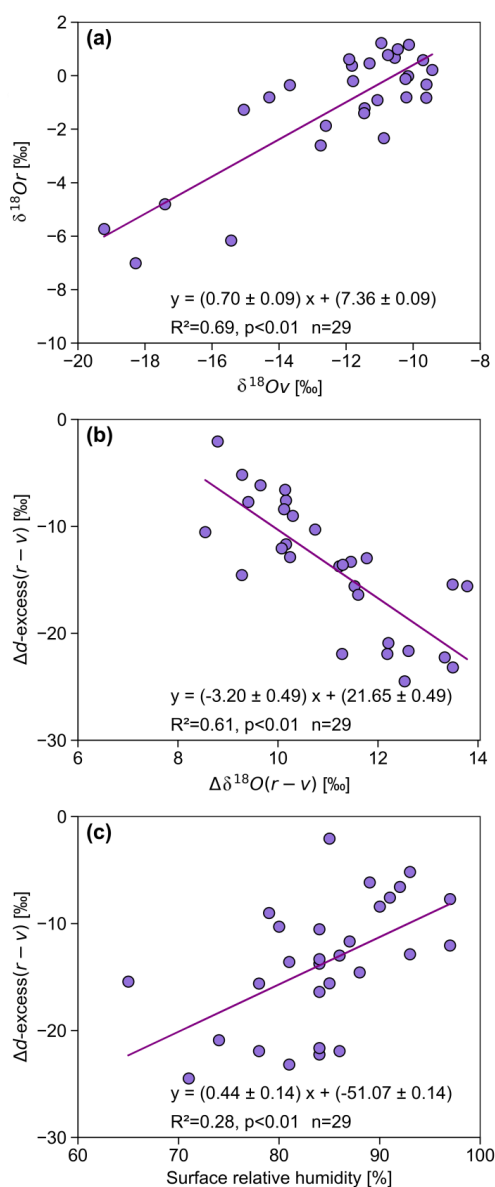 (a)
2
0
−2
−4
−6
−8
−10
δ¹⁸Or [‰]
y = (0.70 ± 0.09) x + (7.36 ± 0.09)
R²=0.69, p<0.01 n=29
−20 −18 −16 −14 −12 −10 −8
δ¹⁸Ov [‰]
(b)
0
−10
−20
−30
Δd-excess(r − v) [‰]
y = (-3.20 ± 0.49) x + (21.65 ± 0.49)
R²=0.61, p<0.01 n=29
6 8 10 12 14
Δδ¹⁸O(r − v) [‰]
(c)
0
−10
−20
−30
Δd-excess(r − v) [‰]
y = (0.44 ± 0.14) x + (-51.07 ± 0.14)
R²=0.28, p<0.01 n=29
60 70 80 90 100
Surface relative humidity [%]